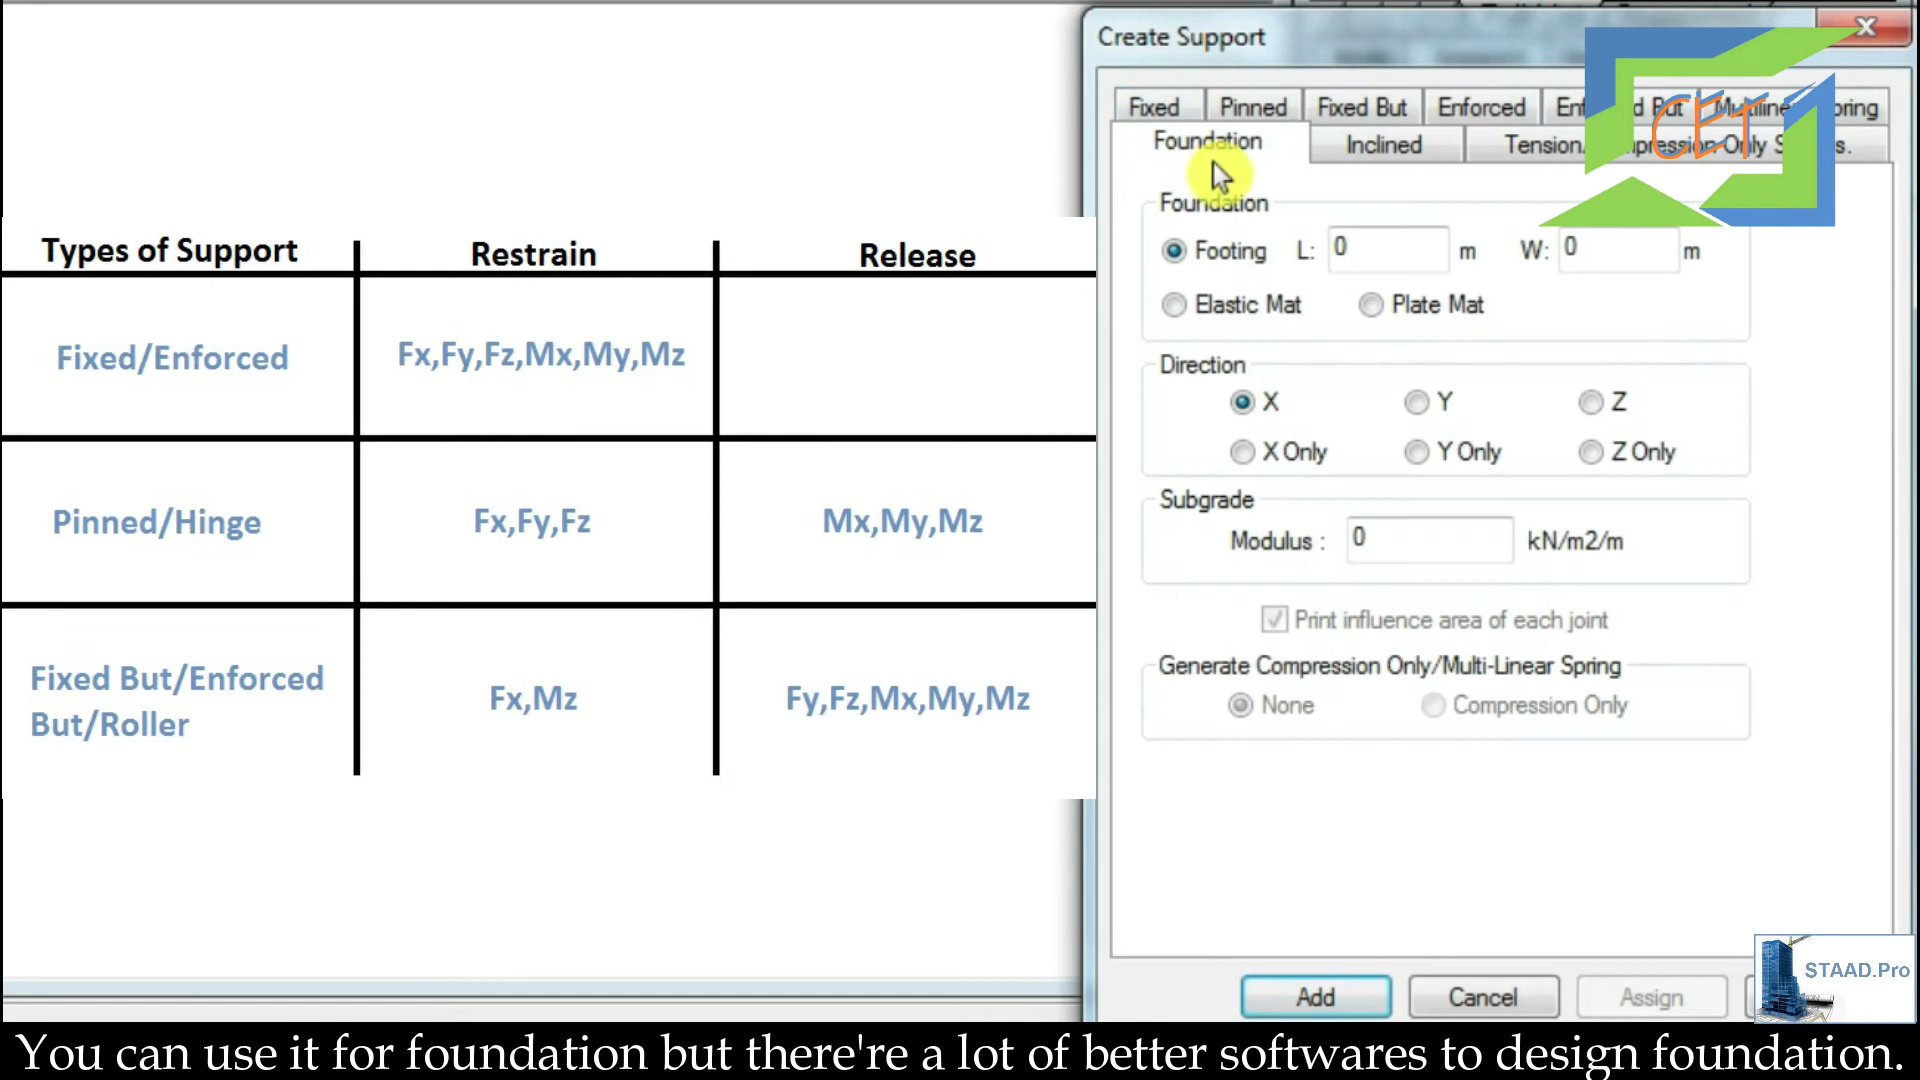 Create Support
Fixed Pinned Fixed But Enforced
Foundation Inclined
CET
Foundation
Footing L: 0 m W: 0 m
Elastic Mat Plate Mat
Direction
X Y Z
X Only Y Only Z Only
Subgrade
Modulus : 0 kN/m2/m
Print influence area of each joint
Generate Compression Only/Multi-Linear Spring
None Compression Only
Add Cancel Assign
Types of Support Restrain Release
Fixed/Enforced Fx,Fy,Fz,Mx,My,Mz
Pinned/Hinge Fx,Fy,Fz Mx,My,Mz
Fixed But/Enforced
But/Roller Fx,Mz Fy,Fz,Mx,My,Mz
STAAD.Pro
You can use it for foundation but there're a lot of better softwares to design foundation.